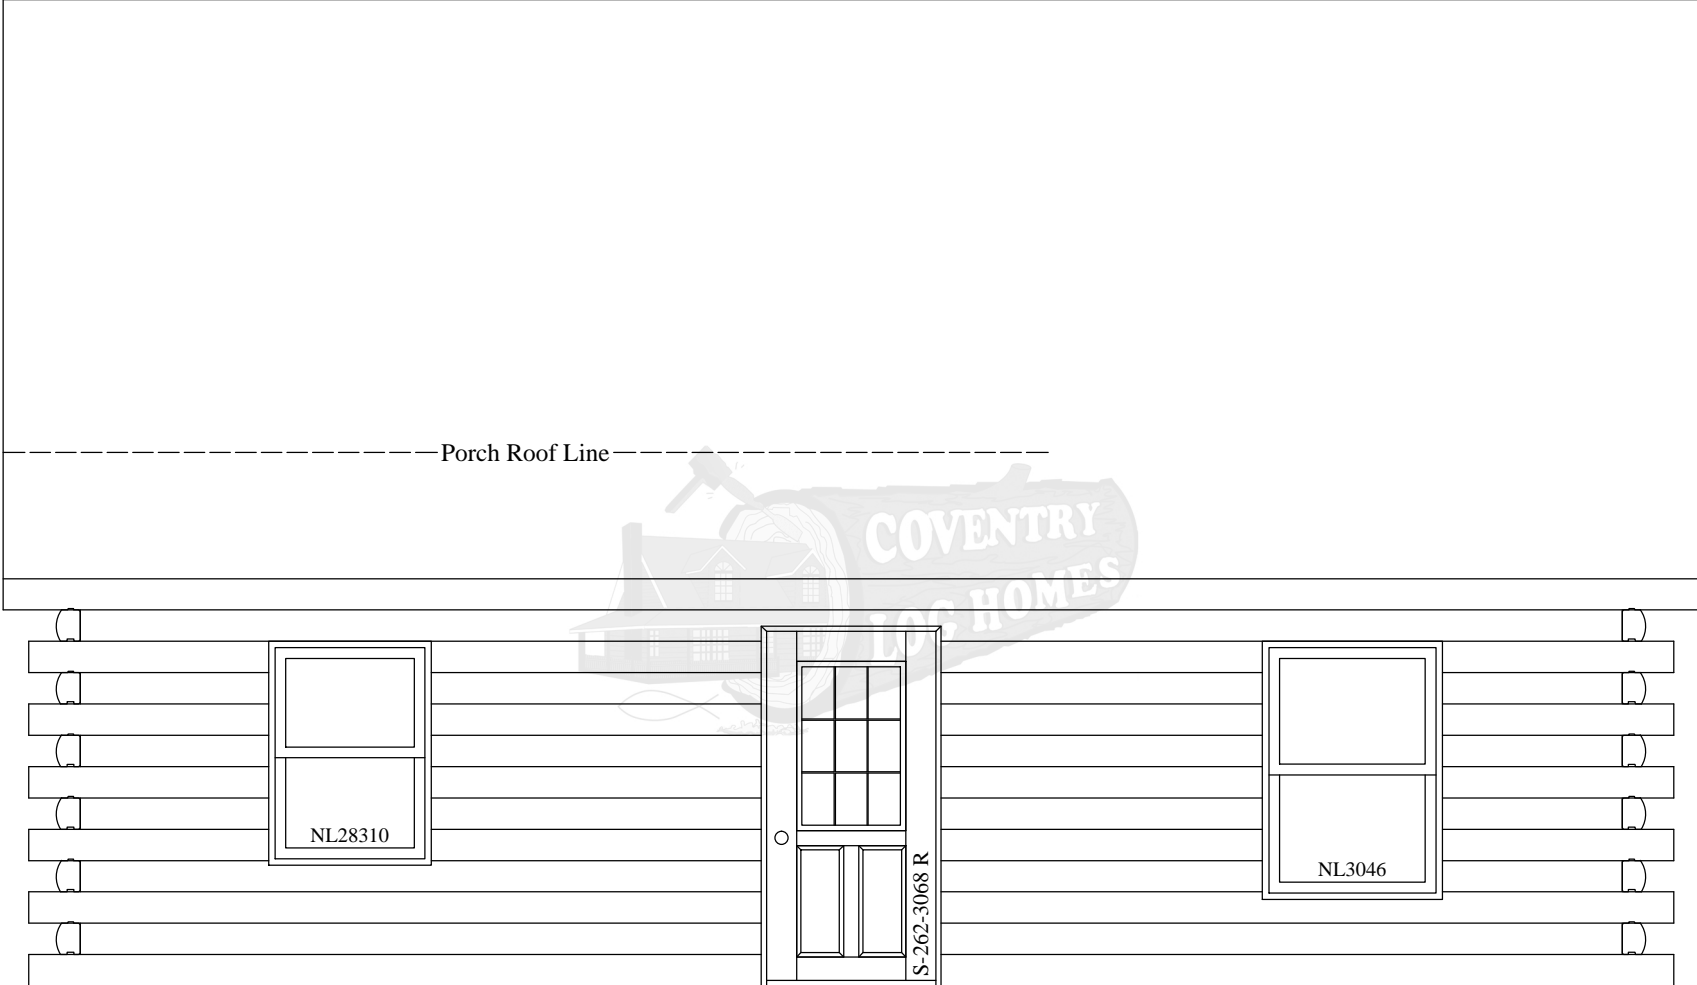 Porch Roof Line
COVENTRY
LOG HOMES
NL28310
S-262-3068 R
NL3046